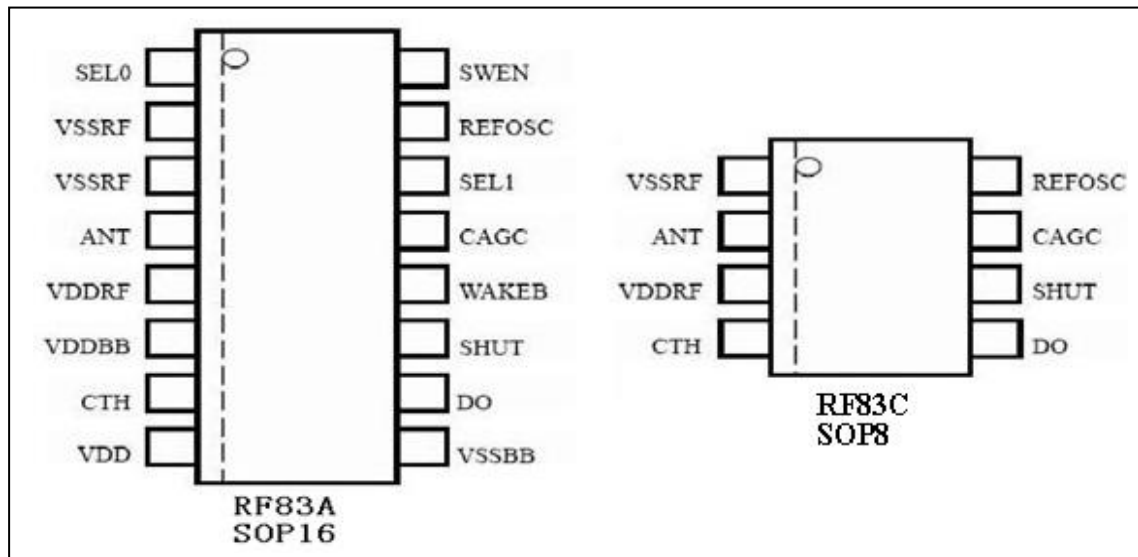 SEL0
VSSRF
VSSRF
ANT
VDDRF
VDDBB
CTH
VDD
SWEN
REFOSC
SEL1
CAGC
WAKEB
SHUT
DO
VSSBB
RF83A
SOP16
VSSRF
ANT
VDDRF
CTH
REFOSC
CAGC
SHUT
DO
RF83C
SOP8